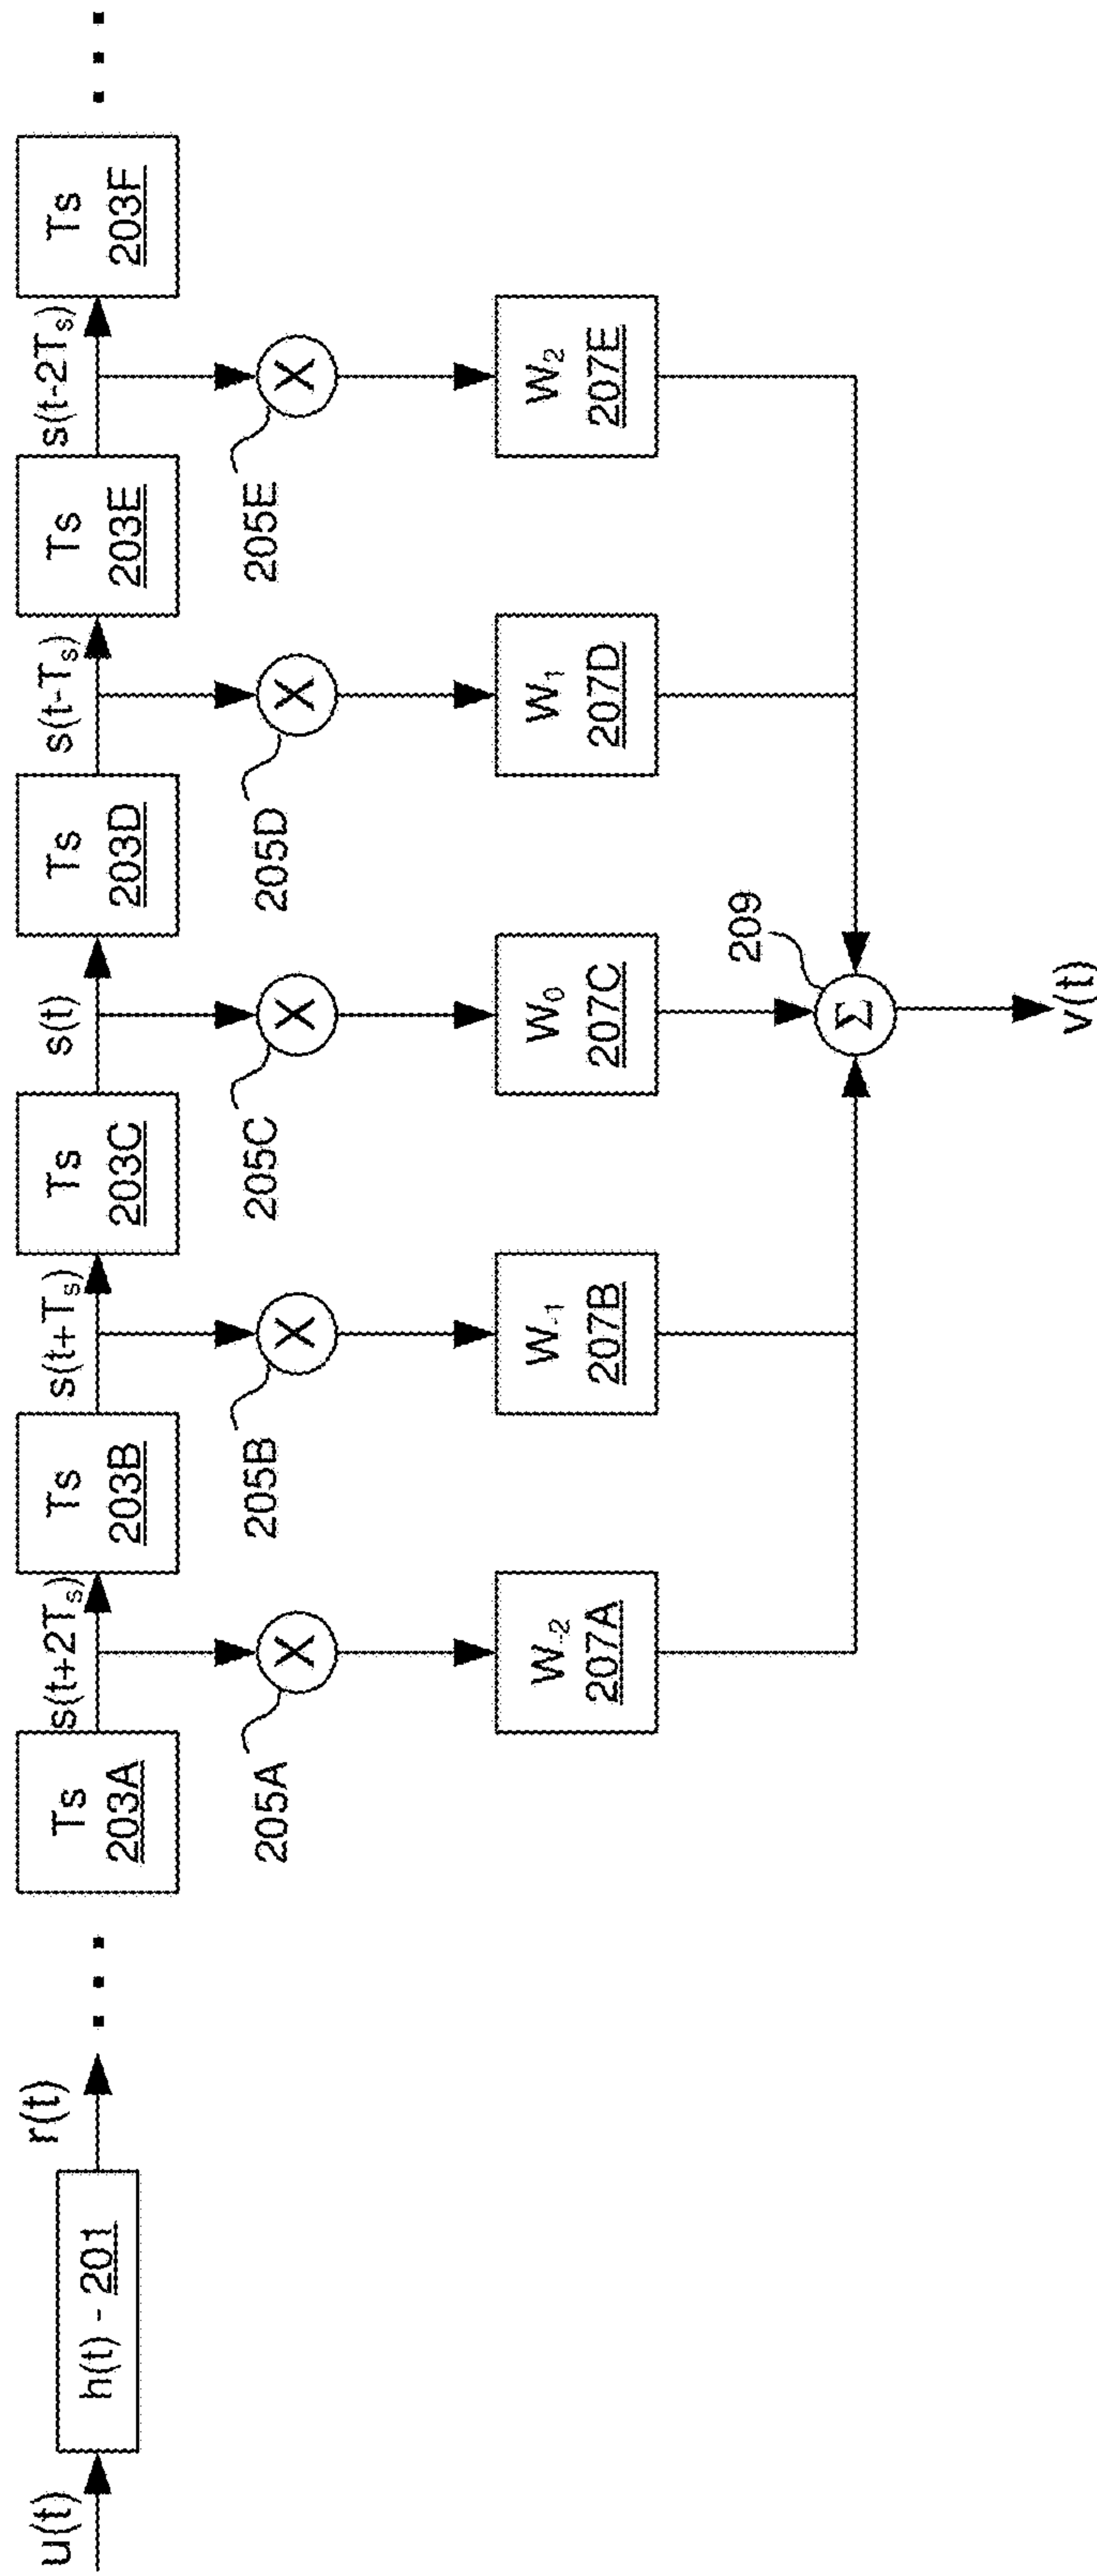 u(t)
h(t) - 201
r(t)
Ts
203A
s(t+2Tₛ)
Ts
203B
s(t+Tₛ)
Ts
203C
s(t)
Ts
203D
s(t-Tₛ)
Ts
203E
s(t-2Tₛ)
Ts
203F
205A
X
205B
X
205C
X
205D
X
205E
X
W₋₂
207A
W₋₁
207B
W₀
207C
W₁
207D
W₂
207E
209
Σ
v(t)